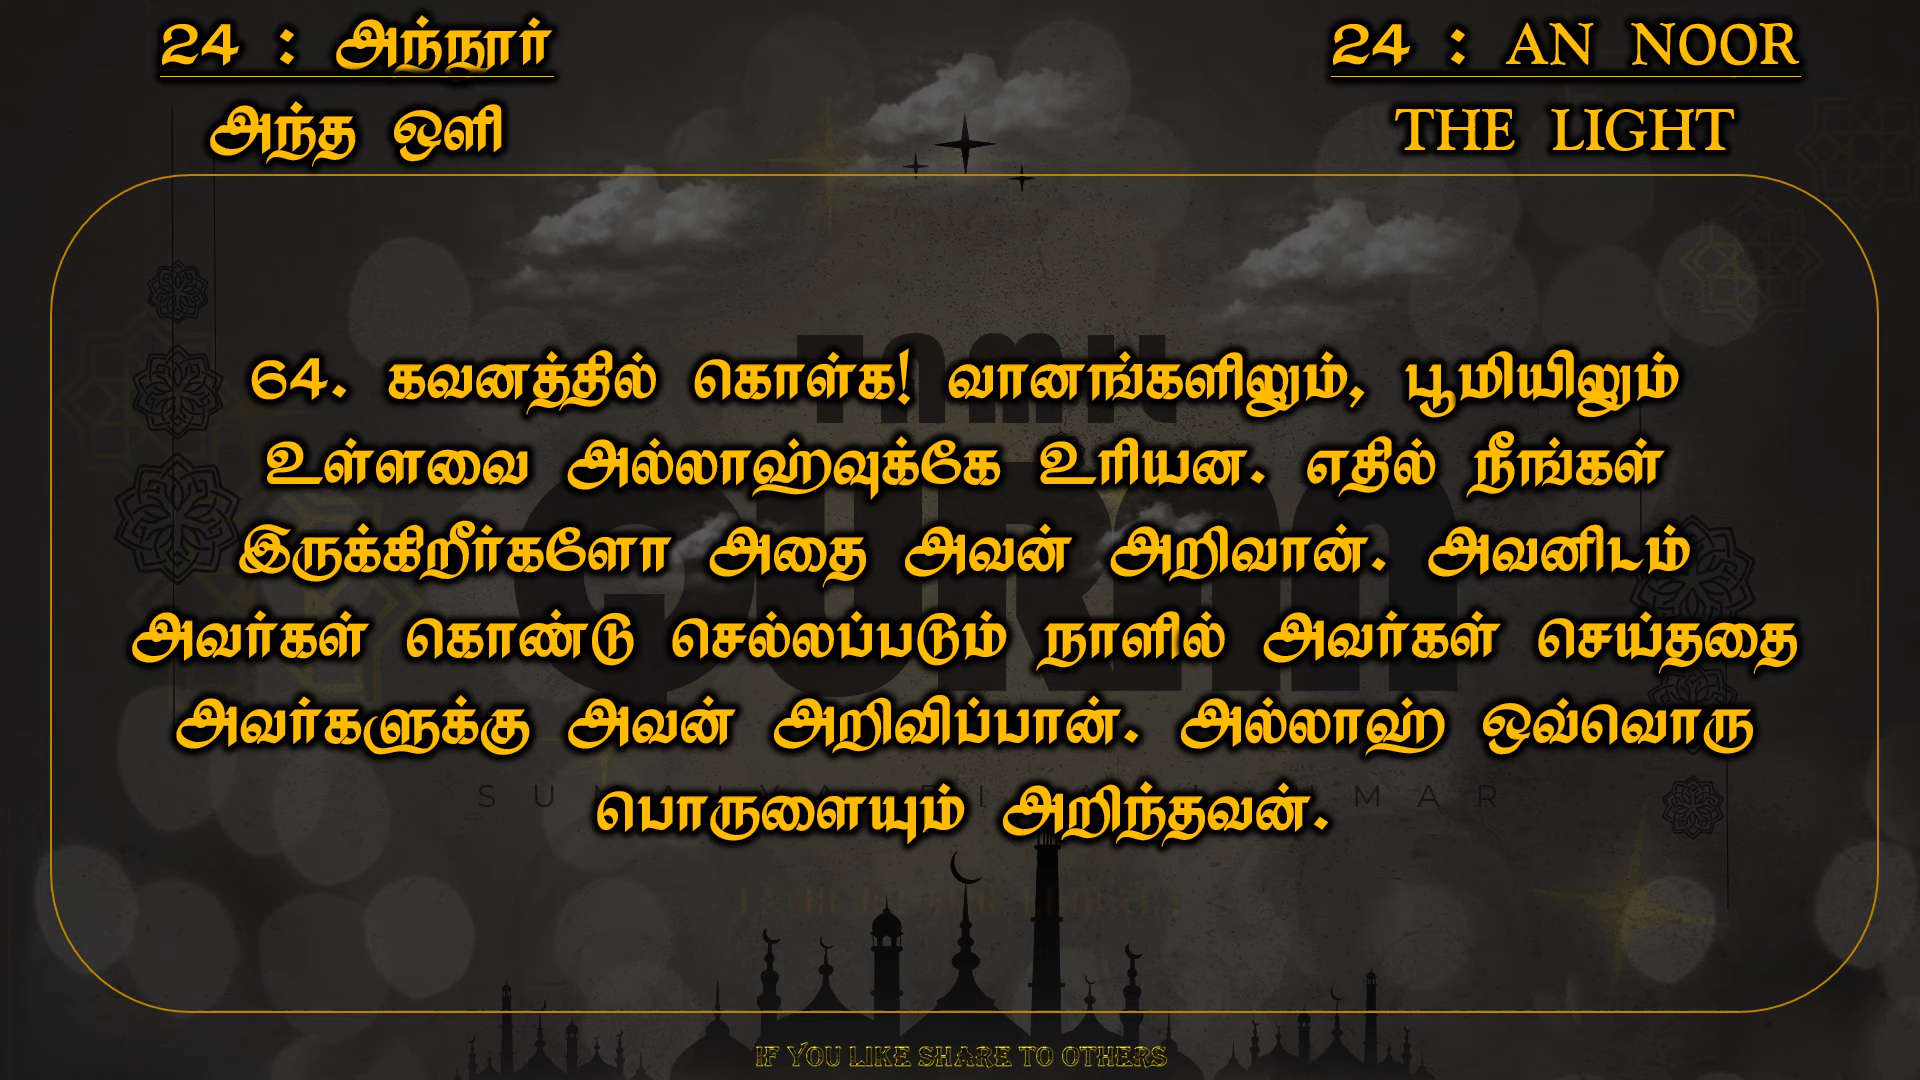 24 : அந்நூர்
அந்த ஒளி
24 : AN NOOR
THE LIGHT
64. கவனத்தில் கொள்க! வானங்களிலும், பூமியிலும்
உள்ளவை அல்லாஹ்வுக்கே உரியன. எதில் நீங்கள்
இருக்கிறீர்களோ அதை அவன் அறிவான். அவனிடம்
அவர்கள் கொண்டு செல்லப்படும் நாளில் அவர்கள் செய்ததை
அவர்களுக்கு அவன் அறிவிப்பான். அல்லாஹ் ஒவ்வொரு
பொருளையும் அறிந்தவன்.
TAMIL
QURAN
IF YOU LIKE SHARE TO OTHERS